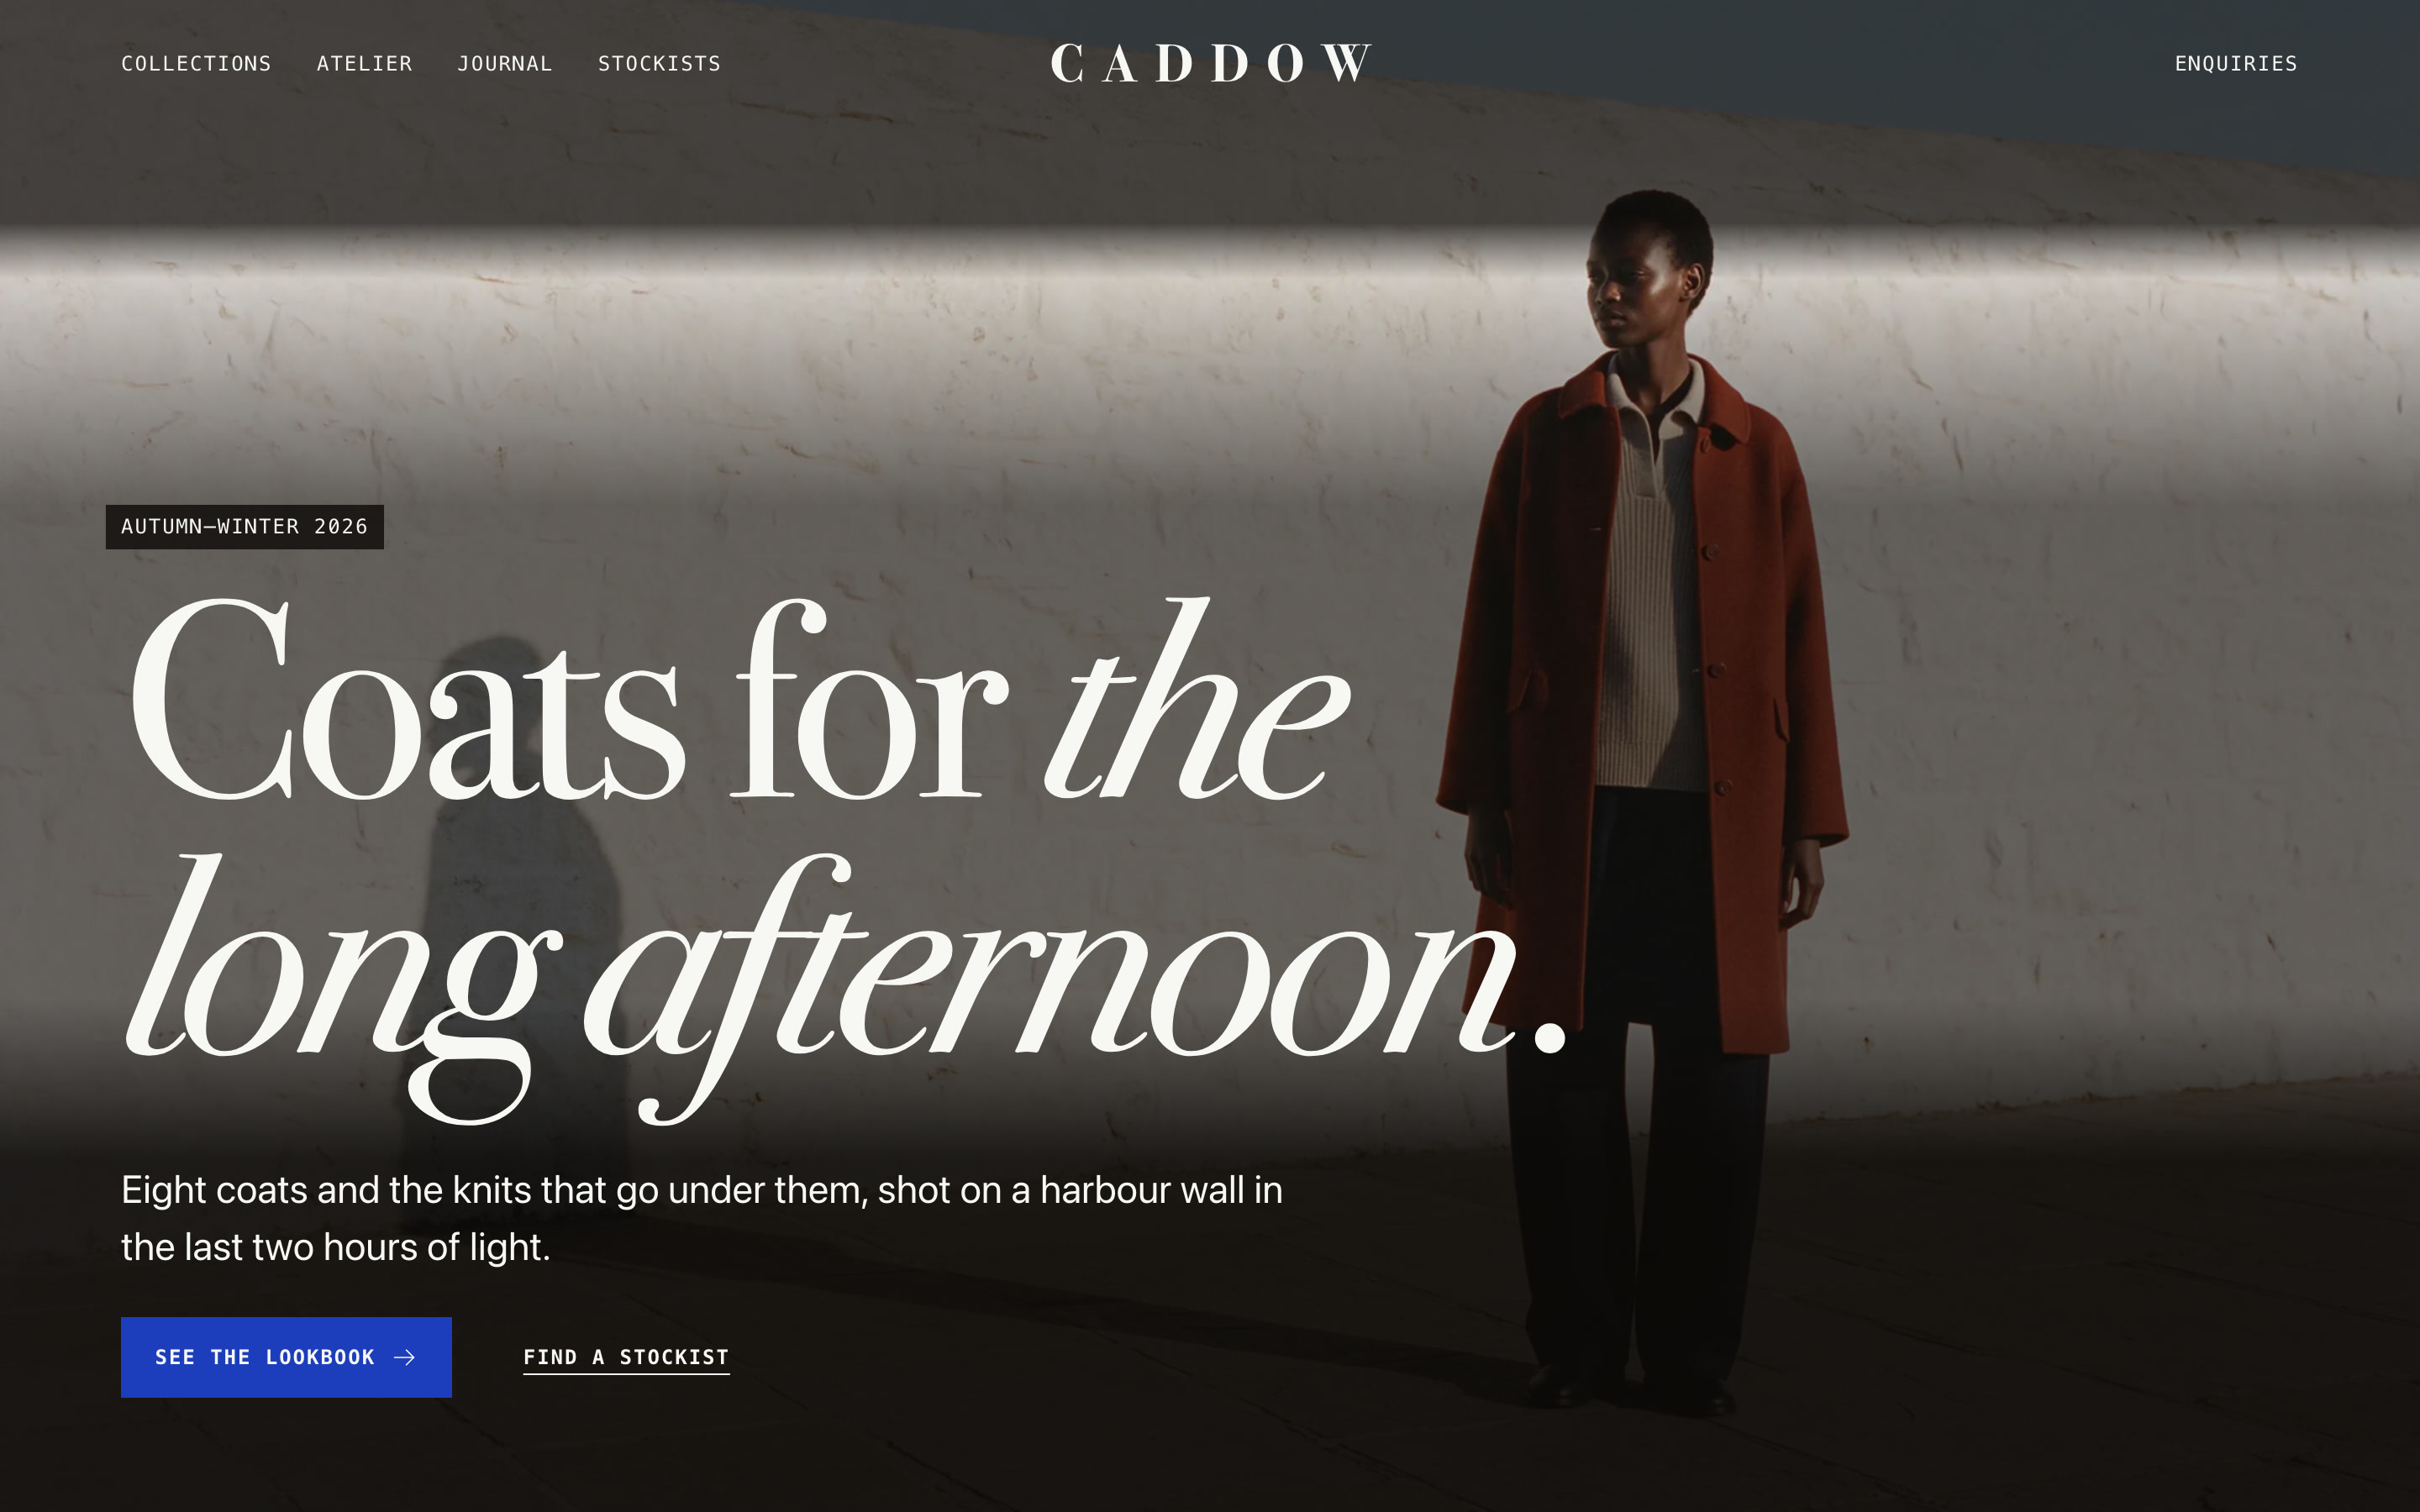 COLLECTIONS ATELIER JOURNAL STOCKISTS CADDOW ENQUIRIES
AUTUMN–WINTER 2026
Coats for the
long afternoon.
Eight coats and the knits that go under them, shot on a harbour wall in
the last two hours of light.
SEE THE LOOKBOOK → FIND A STOCKIST